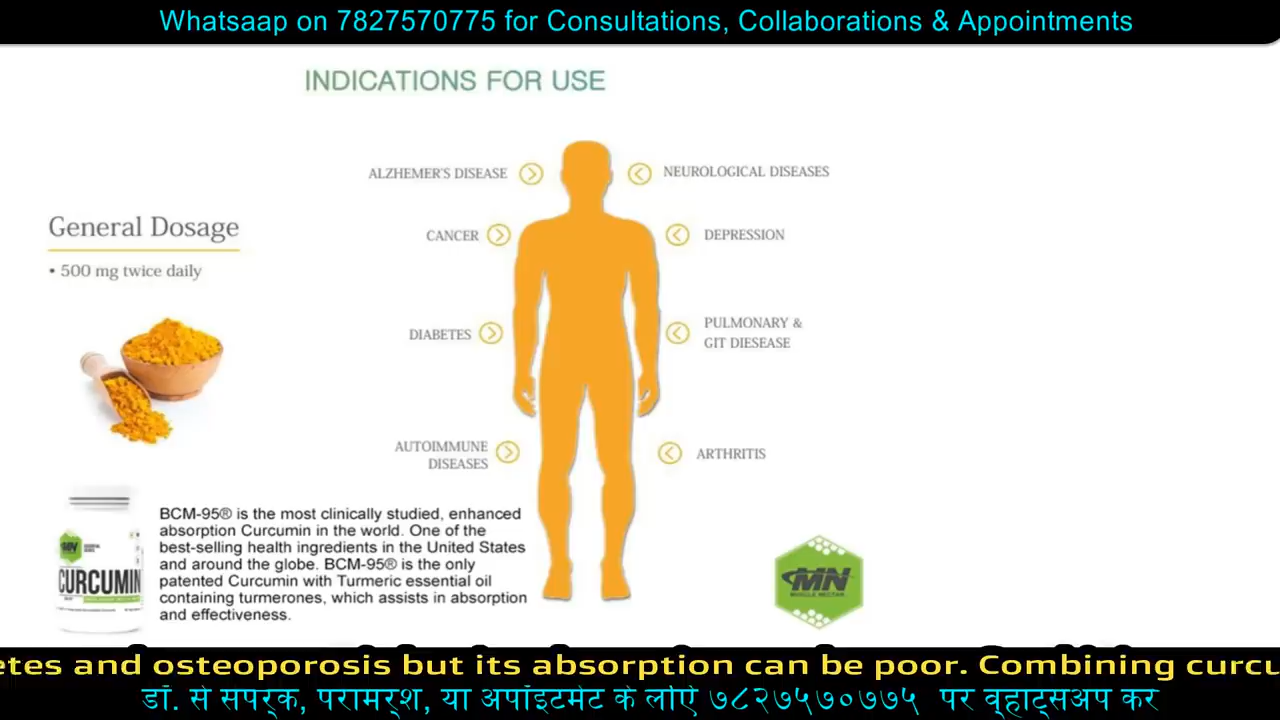 Whatsaap on 7827570775 for Consultations, Collaborations & Appointments
INDICATIONS FOR USE
ALZHEMER'S DISEASE
NEUROLOGICAL DISEASES
General Dosage
CANCER
DEPRESSION
• 500 mg twice daily
DIABETES
PULMONARY &
GIT DIESEASE
AUTOIMMUNE
DISEASES
ARTHRITIS
BCM-95® is the most clinically studied, enhanced
absorption Curcumin in the world. One of the
best-selling health ingredients in the United States
and around the globe. BCM-95® is the only
patented Curcumin with Turmeric essential oil
containing turmerones, which assists in absorption
and effectiveness.
MN
CURCUMIN
MN
MUSCLE NECTAR
etes and osteoporosis but its absorption can be poor. Combining curcu
डॉ. से सपर्क, परामर्श, या अपॉइटमेट के लिए ७८२७५७०७७५ पर व्हाट्सअप कर